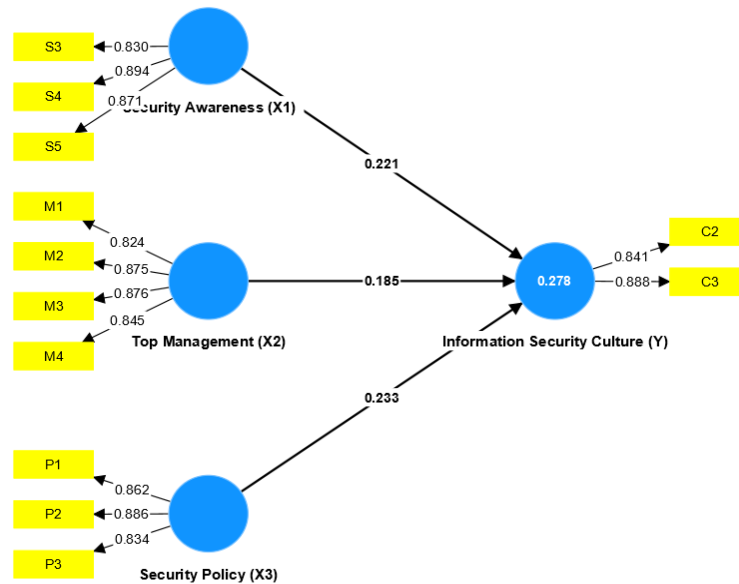 S3
0.830
S4
0.894
S5
0.871
Security Awareness (X1)
0.221
M1
0.824
M2
0.875
M3
0.876
M4
0.845
Top Management (X2)
0.185
0.278
Information Security Culture (Y)
0.841
C2
0.888
C3
0.233
P1
0.862
P2
0.886
P3
0.834
Security Policy (X3)